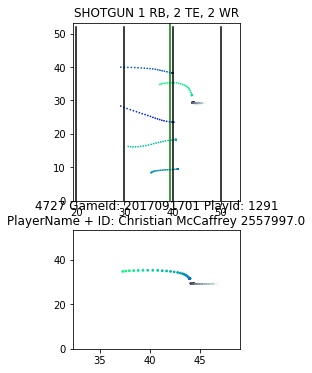 SHOTGUN 1 RB, 2 TE, 2 WR
50
40
30
20
10
0
20 30 40 50
4727 GameId: 2017091701 PlayId: 1291
PlayerName + ID: Christian McCaffrey 2557997.0
40
20
0
35 40 45